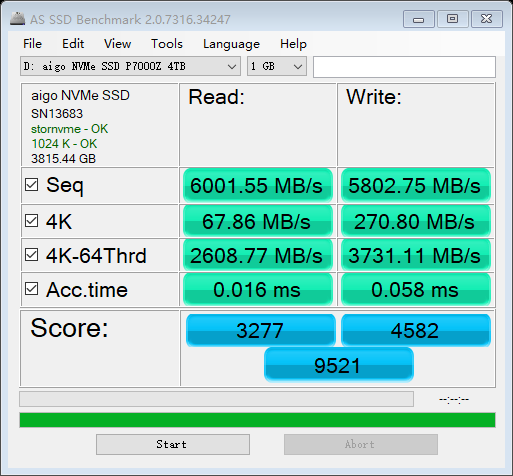 AS SSD Benchmark 2.0.7316.34247
File Edit View Tools Language Help
D: aigo NVMe SSD P7000Z 4TB 1 GB
aigo NVMe SSD
SN13683
stornvme - OK
1024 K - OK
3815.44 GB
Read: Write:
Seq 6001.55 MB/s 5802.75 MB/s
4K 67.86 MB/s 270.80 MB/s
4K-64Thrd 2608.77 MB/s 3731.11 MB/s
Acc.time 0.016 ms 0.058 ms
Score: 3277 4582
9521
--:--:--
Start Abort